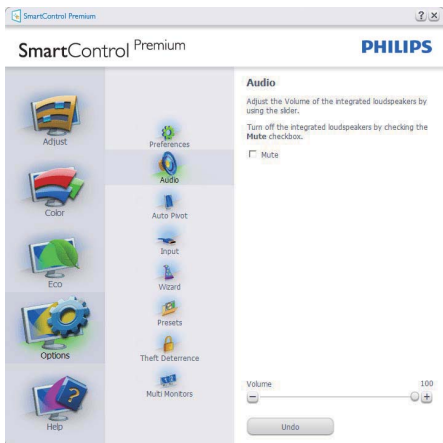 SmartControl Premium
? X
SmartControl Premium
PHILIPS
Adjust
Color
Eco
Options
Help
Preferences
Audio
Auto Pivot
Input
Wizard
Presets
Theft Deterrence
Multi Monitors
Audio
Adjust the Volume of the integrated loudspeakers by
using the slider.
Turn off the integrated loudspeakers by checking the
Mute checkbox.
Mute
Volume 100
Undo